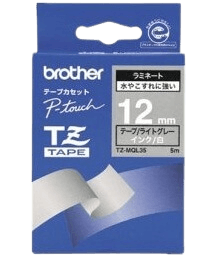 brother
テープカセット
P-touch
TZ
TAPE
ラミネート
水やこすれに強い
12 mm
テープ/ライトグレー
インク/白
TZ-MQL35
5m